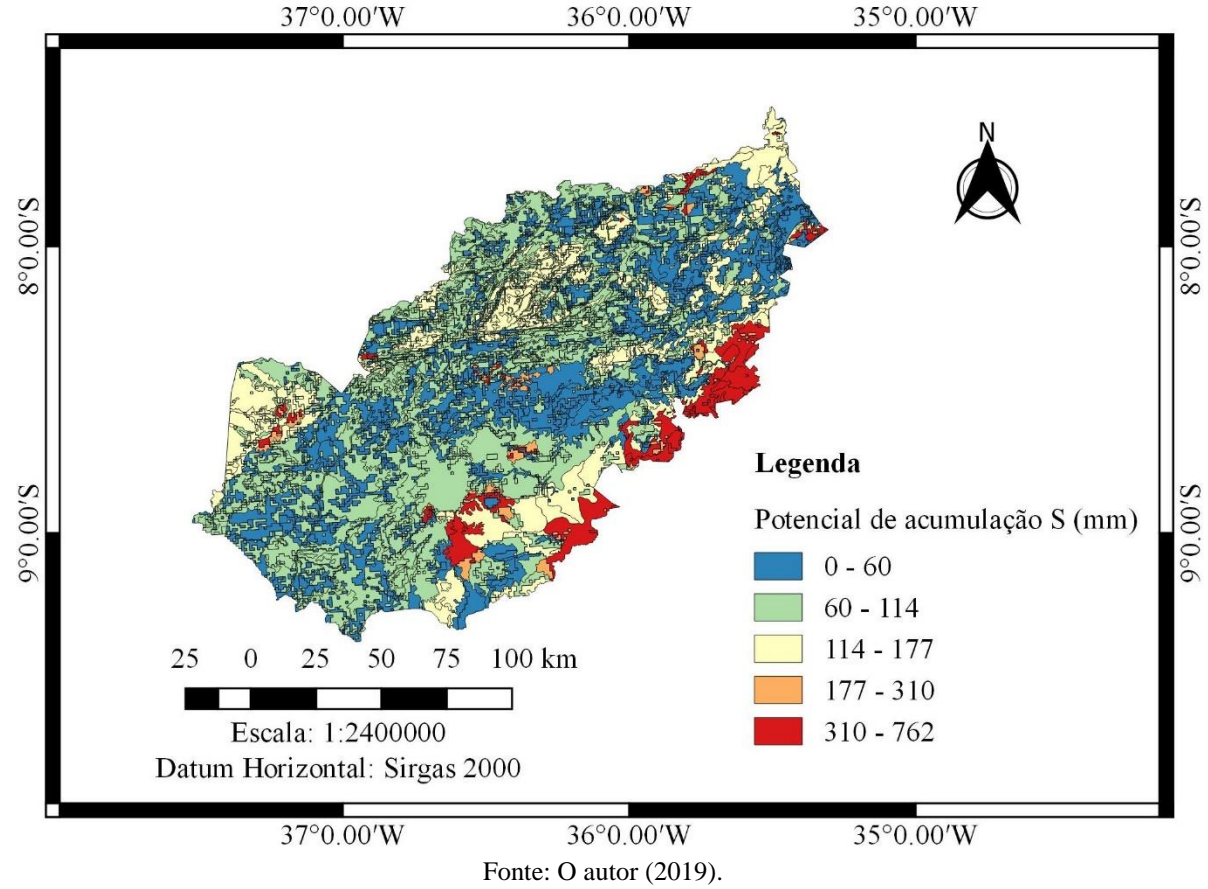 37°0.00′W 36°0.00′W 35°0.00′W
N
8°0.00′S 8°0.00′S
Legenda
Potencial de acumulação S (mm)
9°0.00′S 9°0.00′S
0 - 60
60 - 114
114 - 177
177 - 310
310 - 762
25 0 25 50 75 100 km
Escala: 1:2400000
Datum Horizontal: Sirgas 2000
37°0.00′W 36°0.00′W 35°0.00′W
Fonte: O autor (2019).